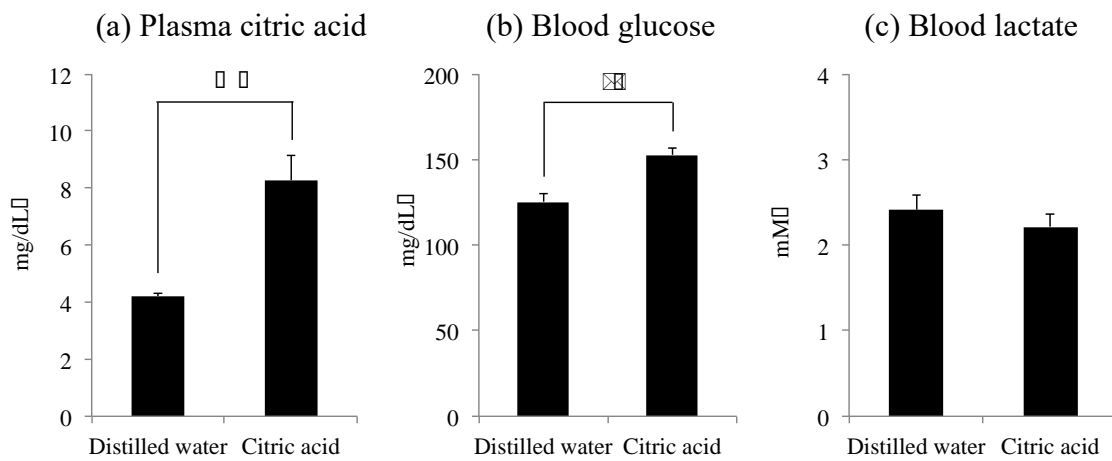 (a) Plasma citric acid
12
10
8
6
4
2
0
mg/dL
Distilled water Citric acid
(b) Blood glucose
200
150
100
50
0
mg/dL
Distilled water Citric acid
(c) Blood lactate
4
3
2
1
0
mM
Distilled water Citric acid